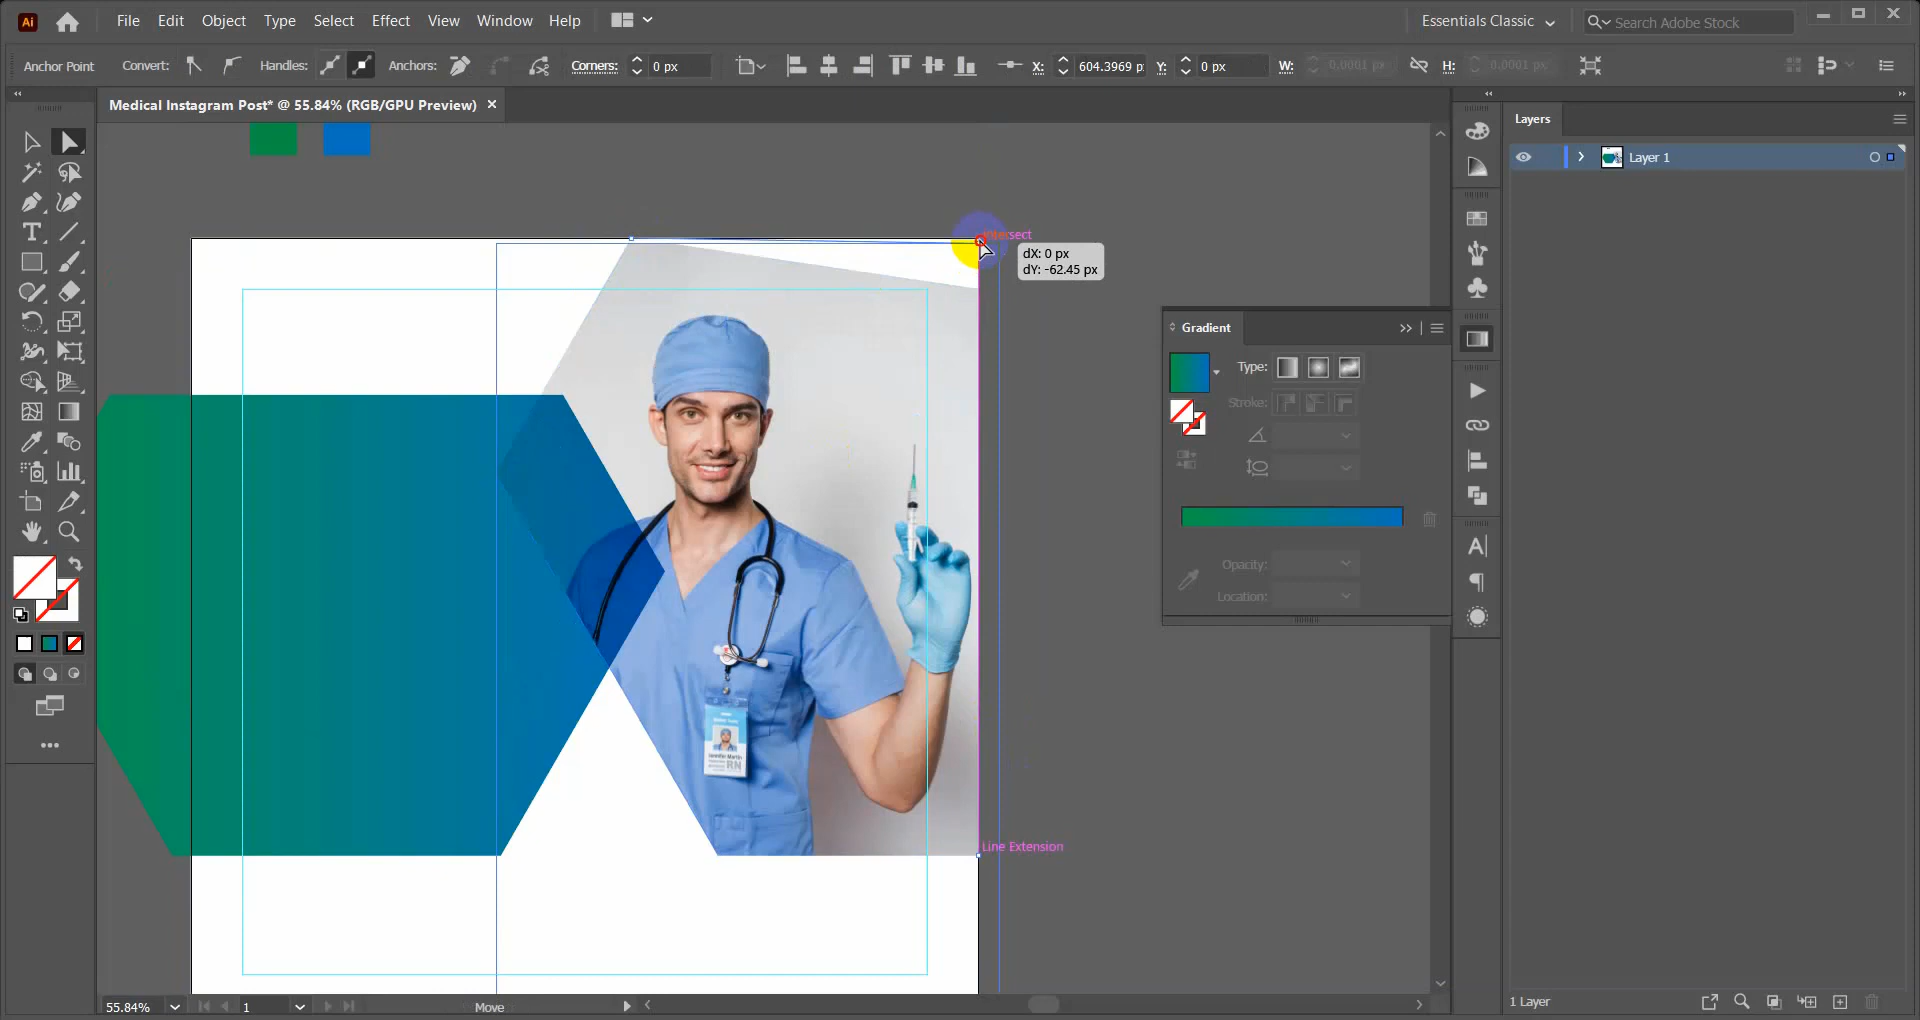 Ai File Edit Object Type Select Effect View Window Help Essentials Classic Search Adobe Stock
Anchor Point Convert: Handles: Anchors: Corners: 0 px X: 604.3969 p Y: 0 px W: 0.0001 px H: 0.0001 px
Medical Instagram Post* @ 55.84% (RGB/GPU Preview)
Layers
Layer 1
Intersect
dX: 0 px
dY: -62.45 px
Gradient
Type:
Stroke:
Opacity:
Location:
RN
Line Extension
55.84% 1 Move
1 Layer